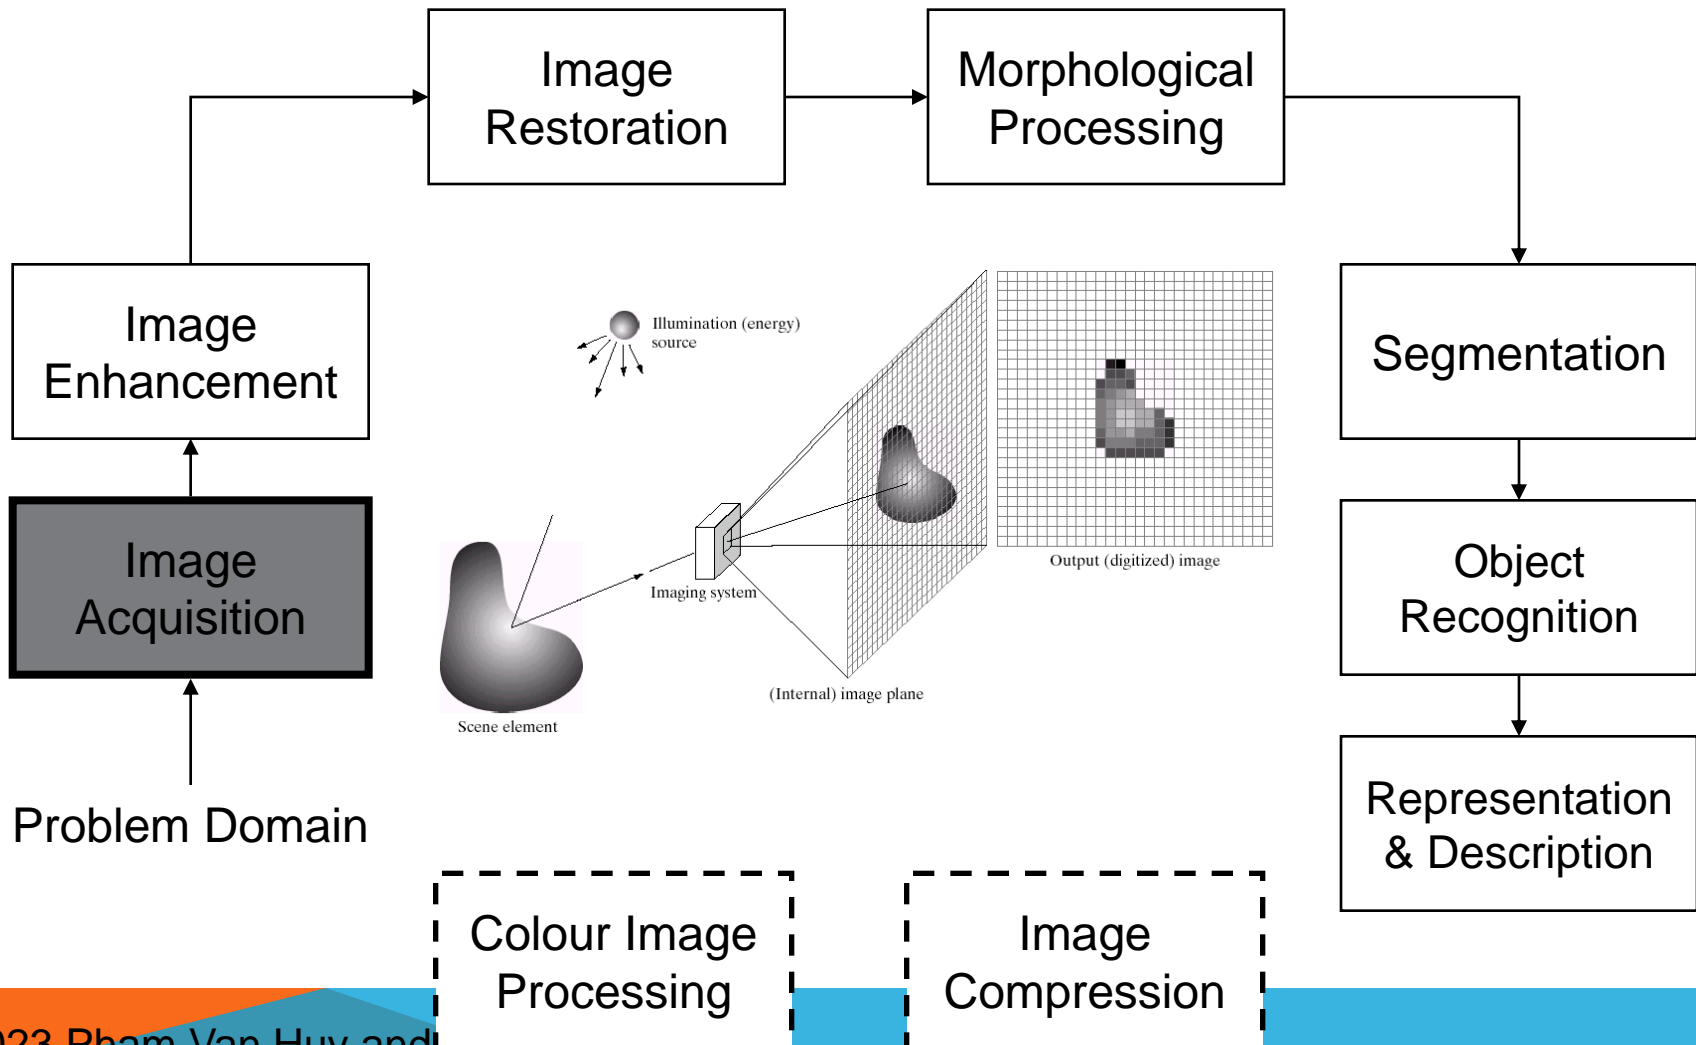 Image
Restoration
Morphological
Processing
Image
Enhancement
Illumination (energy)
source
Segmentation
Image
Acquisition
Imaging system
Output (digitized) image
Object
Recognition
(Internal) image plane
Scene element
Problem Domain
Representation
& Description
Colour Image
Processing
Image
Compression
023 Pham Van Huy and